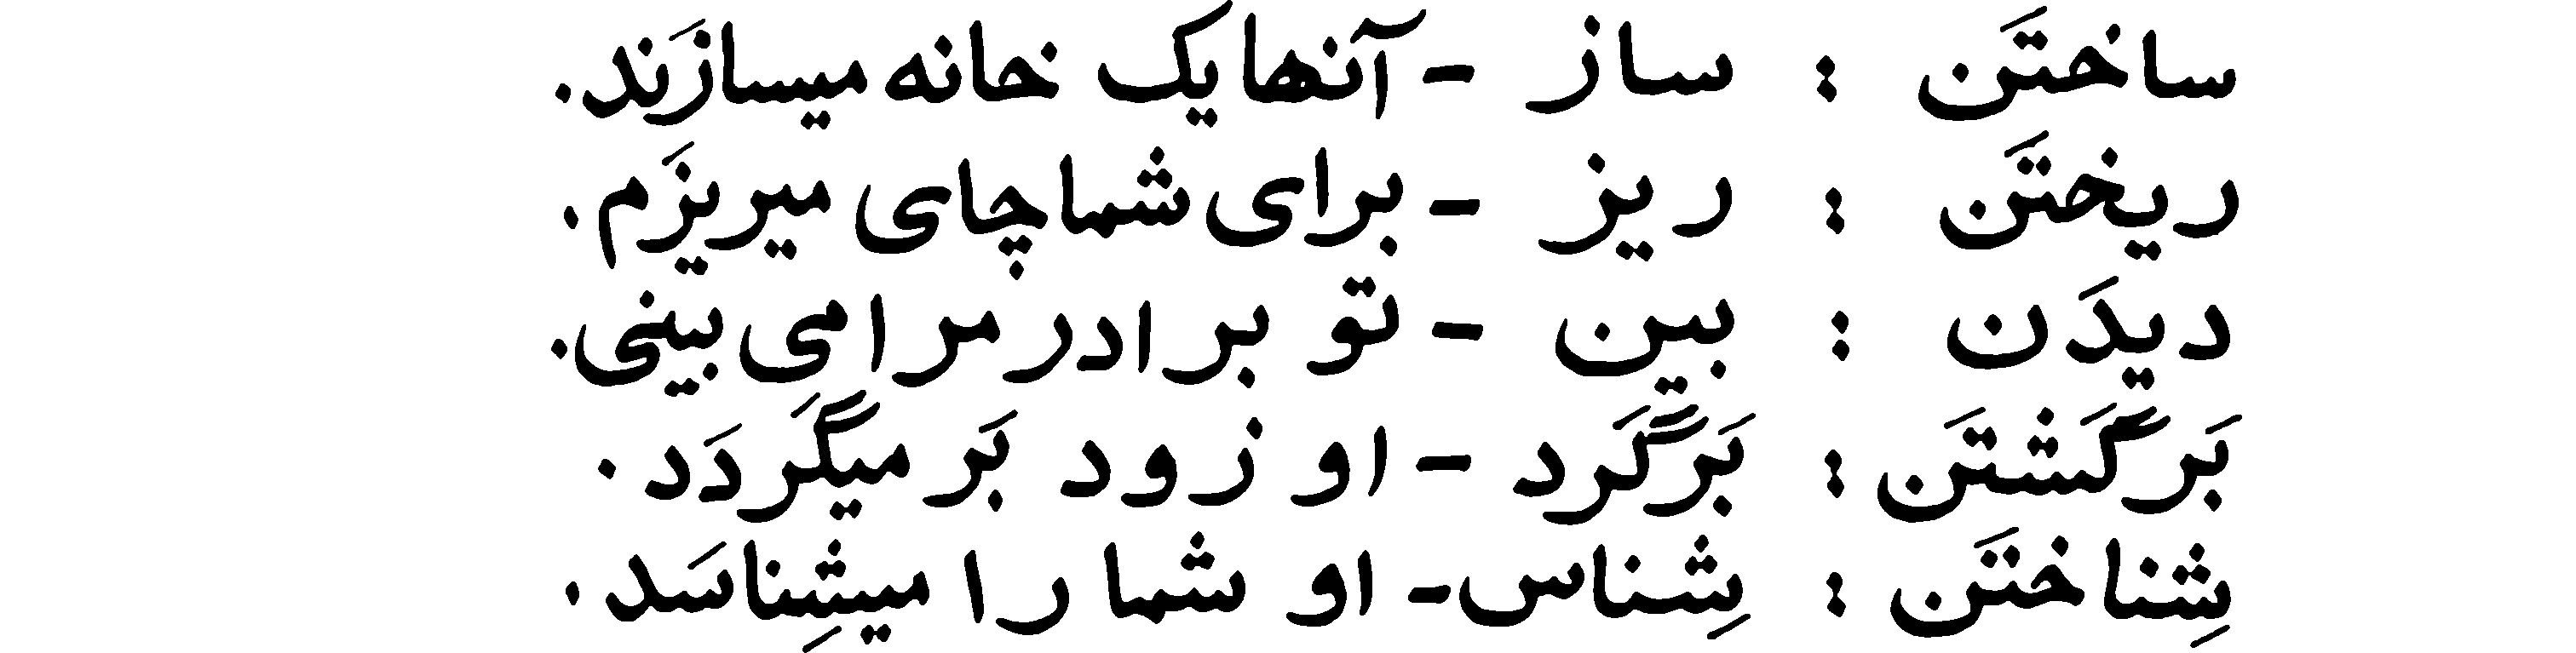 ساختَن : ساز - آنها یک خانه میسازَند.
ریختَن : ریز - برای شما چای میریزَم.
دیدَن : بین - تو برادر مرا می بینی.
بَرگَشتَن : بَرگَرد - او زود بَر میگَردَد.
شِناختَن : شِناس - او شما را میشِناسَد.